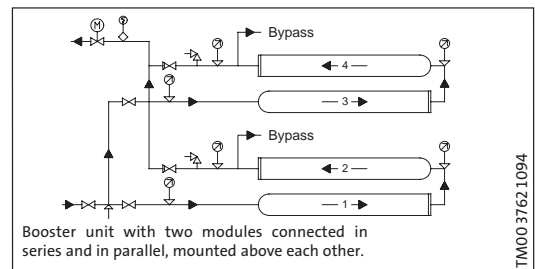 M
S
Bypass
4
3
Bypass
2
1
Booster unit with two modules connected in
series and in parallel, mounted above each other.
TM00 3762 1094